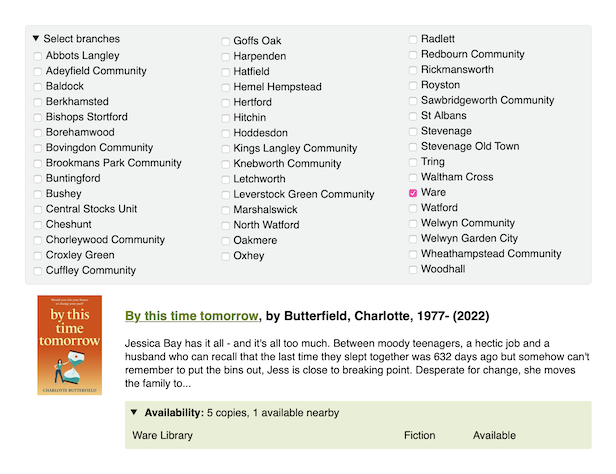 ▼ Select branches
Abbots Langley
Adeyfield Community
Baldock
Berkhamsted
Bishops Stortford
Borehamwood
Bovingdon Community
Brookmans Park Community
Buntingford
Bushey
Central Stocks Unit
Cheshunt
Chorleywood Community
Croxley Green
Cuffley Community
Goffs Oak
Harpenden
Hatfield
Hemel Hempstead
Hertford
Hitchin
Hoddesdon
Kings Langley Community
Knebworth Community
Letchworth
Leverstock Green Community
Marshalswick
North Watford
Oakmere
Oxhey
Radlett
Redbourn Community
Rickmansworth
Royston
Sawbridgeworth Community
St Albans
Stevenage
Stevenage Old Town
Tring
Waltham Cross
Ware
Watford
Welwyn Community
Welwyn Garden City
Wheathampstead Community
Woodhall
by this
time
tomorrow
CHARLOTTE BUTTERFIELD
By this time tomorrow, by Butterfield, Charlotte, 1977- (2022)
Jessica Bay has it all - and it's all too much. Between moody teenagers, a hectic job and a
husband who can recall that the last time they slept together was 632 days ago but somehow can't
remember to put the bins out, Jess is close to breaking point. Desperate for change, she moves
the family to...
▼ Availability: 5 copies, 1 available nearby
Ware Library Fiction Available